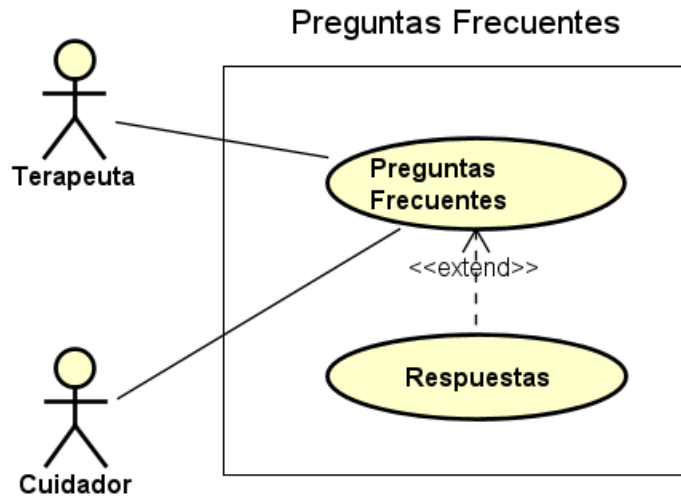 Preguntas Frecuentes
Terapeuta
Preguntas
Frecuentes
<<extend>>
Respuestas
Cuidador